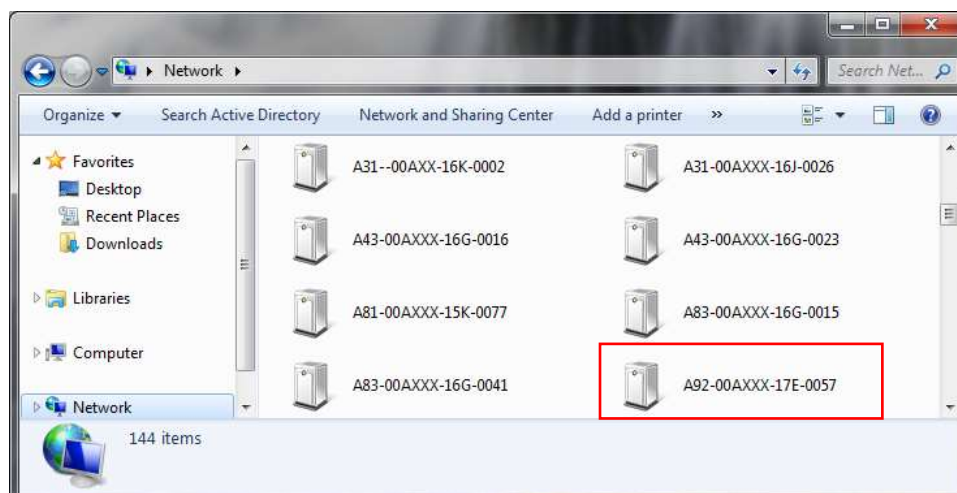 Network
Search Net...
Organize Search Active Directory Network and Sharing Center Add a printer »
Favorites
Desktop
Recent Places
Downloads
Libraries
Computer
Network
A31--00AXX-16K-0002 A31-00AXXX-16J-0026
A43-00AXXX-16G-0016 A43-00AXXX-16G-0023
A81-00AXXX-15K-0077 A83-00AXXX-16G-0015
A83-00AXXX-16G-0041 A92-00AXXX-17E-0057
144 items